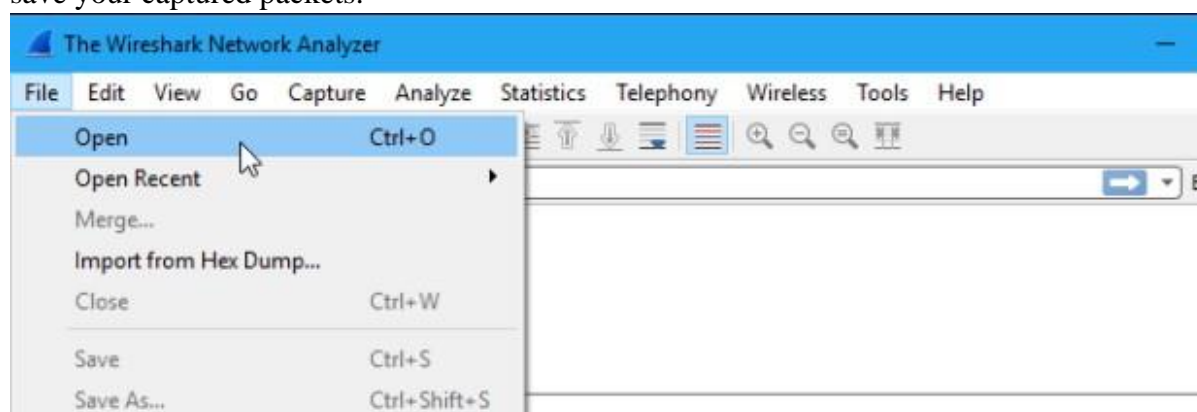 save your captured packets.
The Wireshark Network Analyzer
File Edit View Go Capture Analyze Statistics Telephony Wireless Tools Help
Open Ctrl+O
Open Recent
Merge...
Import from Hex Dump...
Close Ctrl+W
Save Ctrl+S
Save As... Ctrl+Shift+S